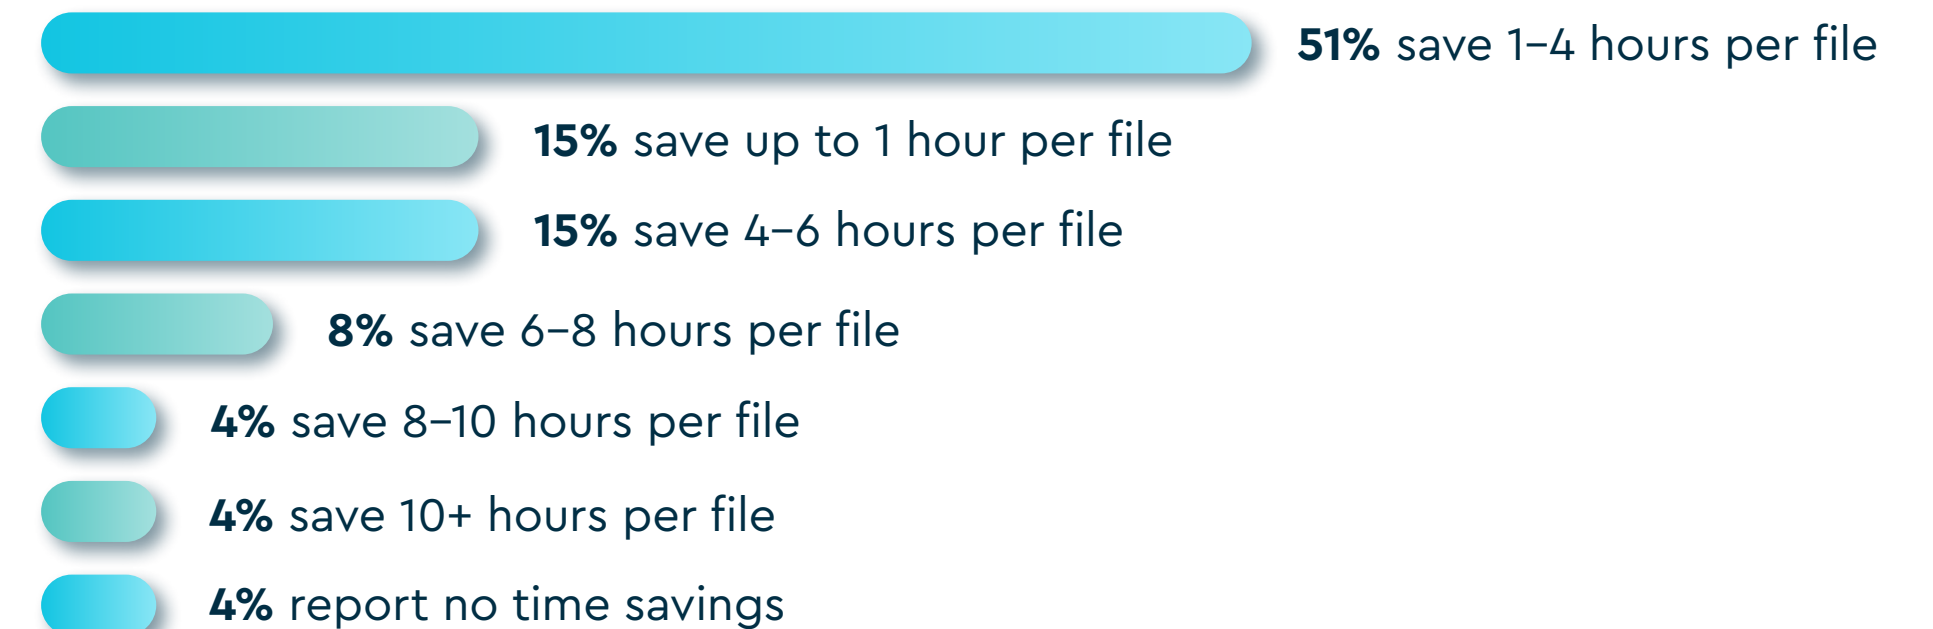 51% save 1–4 hours per file
15% save up to 1 hour per file
15% save 4–6 hours per file
8% save 6–8 hours per file
4% save 8–10 hours per file
4% save 10+ hours per file
4% report no time savings